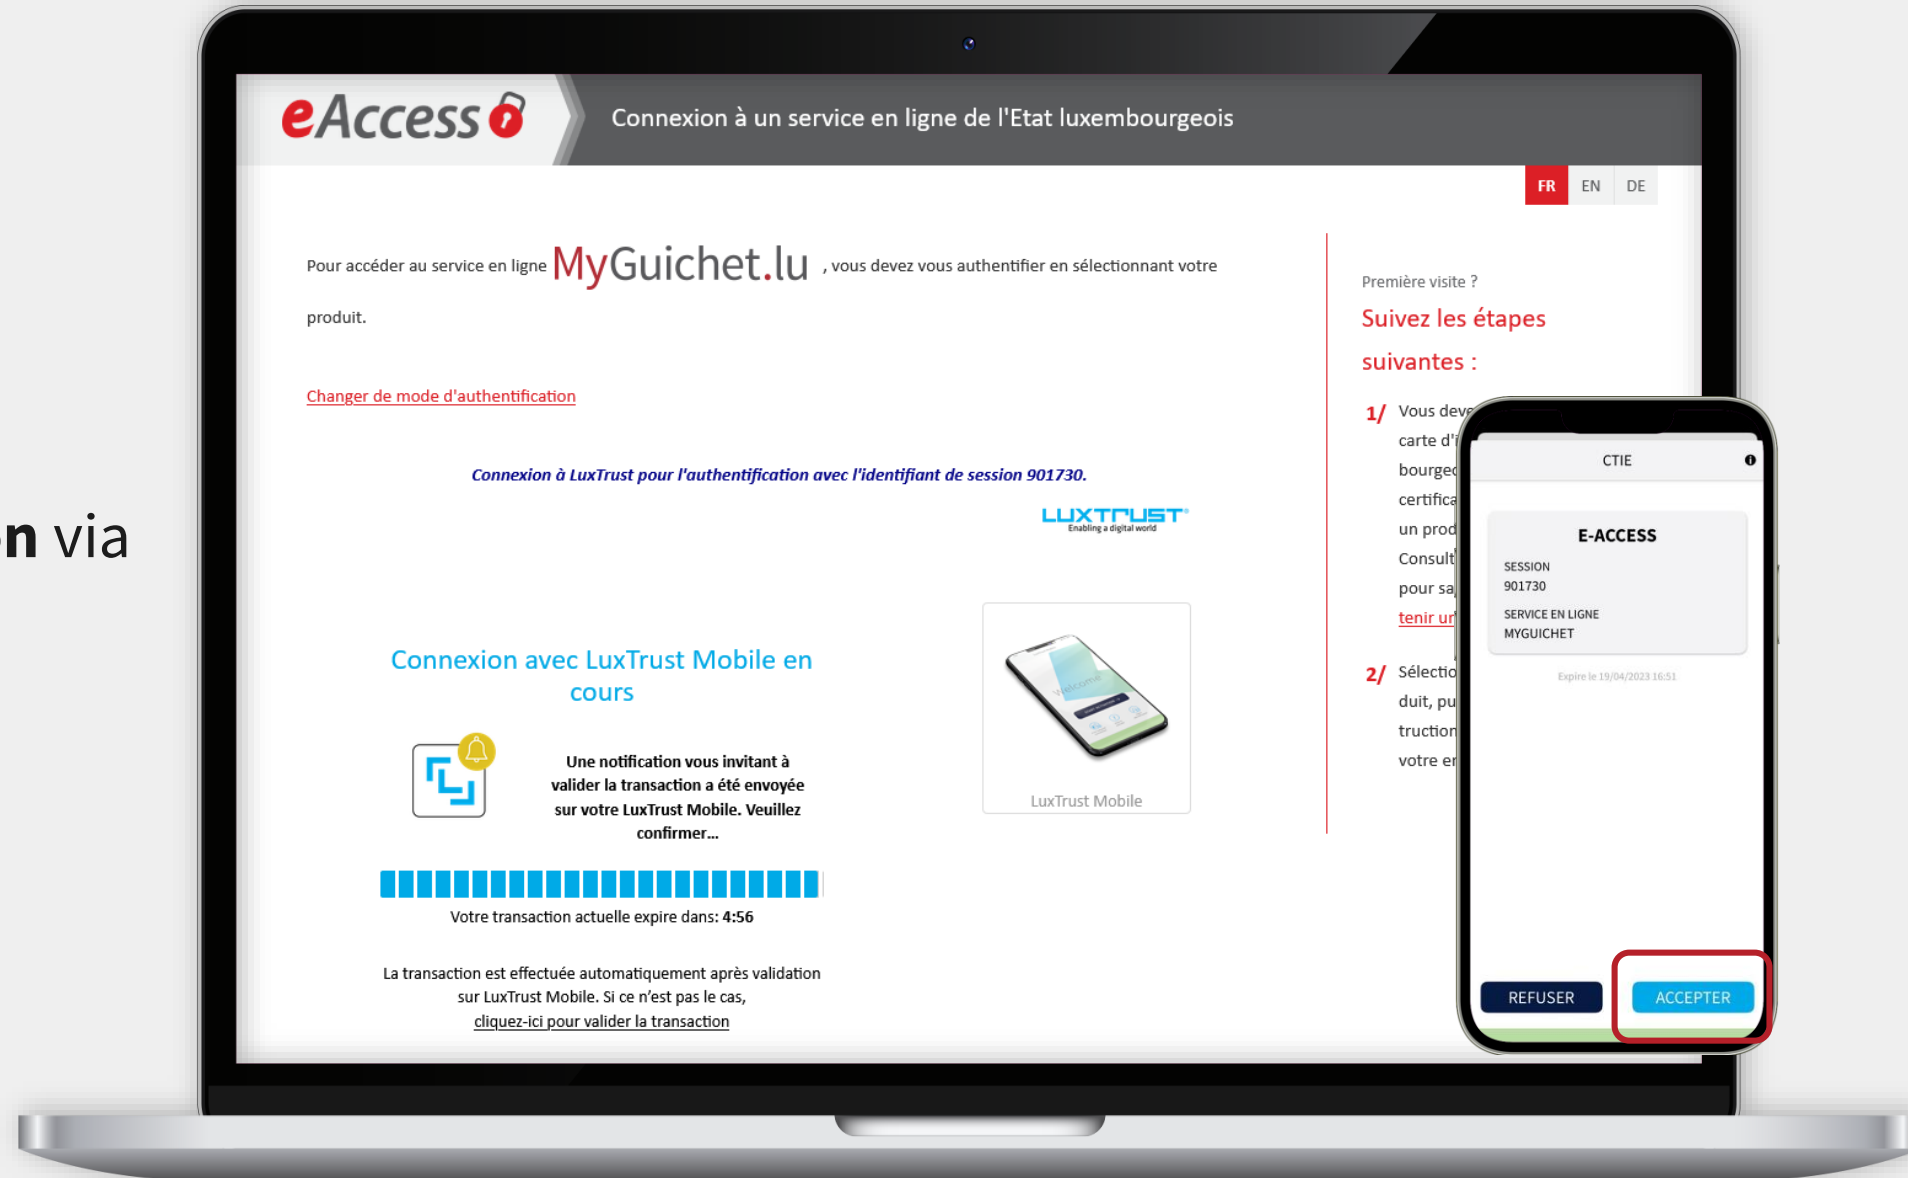 eAccess
Connexion à un service en ligne de l'Etat luxembourgeois
FR EN DE
Pour accéder au service en ligne MyGuichet.lu , vous devez vous authentifier en sélectionnant votre
produit.
Changer de mode d'authentification
Connexion à LuxTrust pour l'authentification avec l'identifiant de session 901730.
LUXTRUST
Enabling a digital world
n via
Connexion avec LuxTrust Mobile en
cours
Une notification vous invitant à
valider la transaction a été envoyée
sur votre LuxTrust Mobile. Veuillez
confirmer...
Welcome
LuxTrust Mobile
Votre transaction actuelle expire dans: 4:56
La transaction est effectuée automatiquement après validation
sur LuxTrust Mobile. Si ce n'est pas le cas,
cliquez-ici pour valider la transaction
Première visite ?
Suivez les étapes
suivantes :
1/ Vous deve
carte d'i
bourgeo
certifica
un prod
Consult
pour sa
tenir un
2/ Sélectio
duit, pu
truction
votre er
CTIE
E-ACCESS
SESSION
901730
SERVICE EN LIGNE
MYGUICHET
Expire le 19/04/2023 16:51
REFUSER ACCEPTER